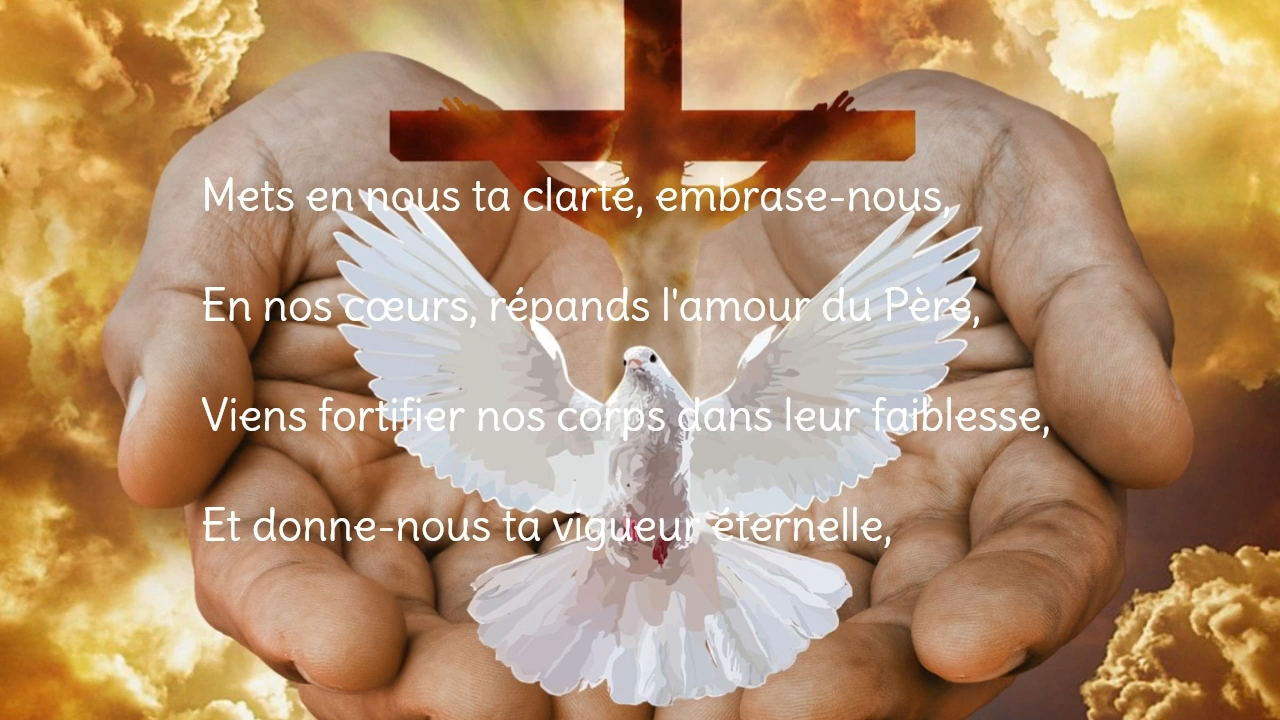 Mets en nous ta clarté, embrase-nous,
En nos cœurs, répands l'amour du Père,
Viens fortifier nos corps dans leur faiblesse,
Et donne-nous ta vigueur éternelle,